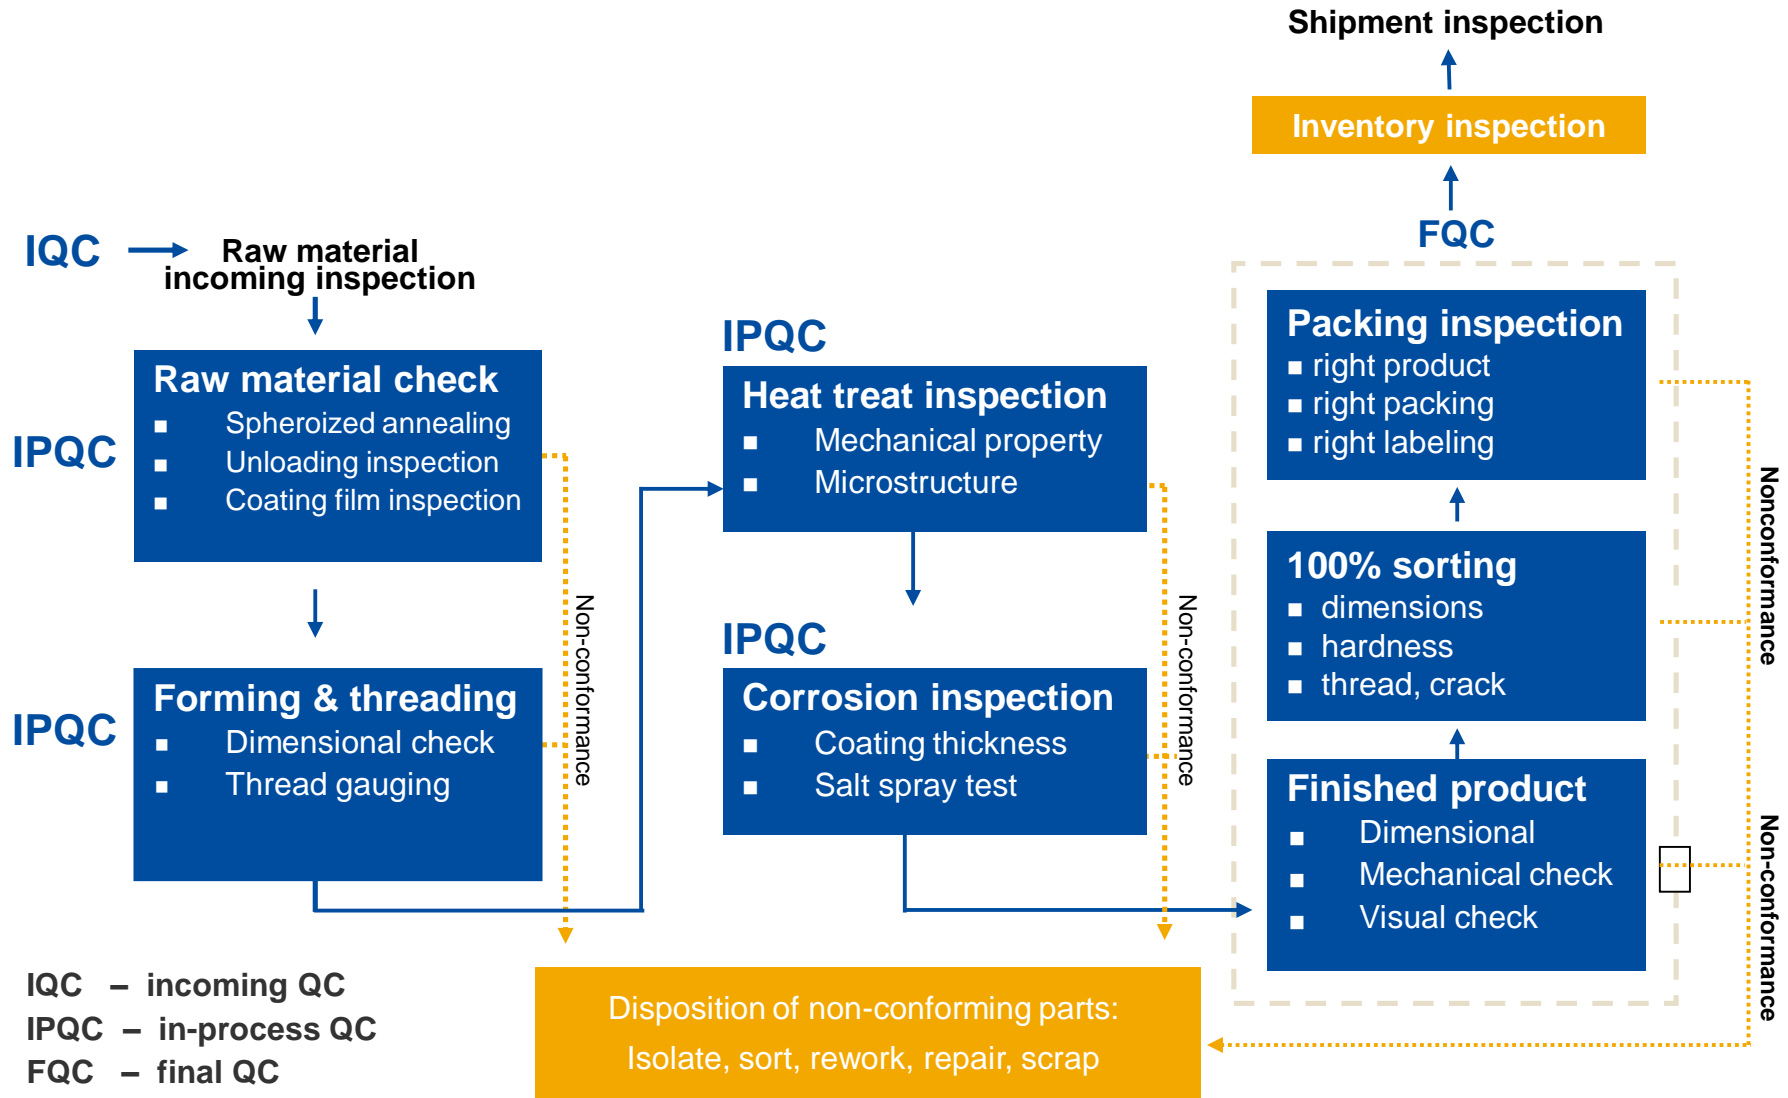 Shipment inspection
Inventory inspection
FQC
IQC
Raw material
incoming inspection
IPQC
Raw material check
■ Spheroized annealing
■ Unloading inspection
■ Coating film inspection
IPQC
Forming & threading
■ Dimensional check
■ Thread gauging
Non-conformance
IPQC
Heat treat inspection
■ Mechanical property
■ Microstructure
IPQC
Corrosion inspection
■ Coating thickness
■ Salt spray test
Non-conformance
Packing inspection
■ right product
■ right packing
■ right labeling
100% sorting
■ dimensions
■ hardness
■ thread, crack
Finished product
■ Dimensional
■ Mechanical check
■ Visual check
Nonconformance
Non-conformance
Disposition of non-conforming parts:
Isolate, sort, rework, repair, scrap
IQC – incoming QC
IPQC – in-process QC
FQC – final QC